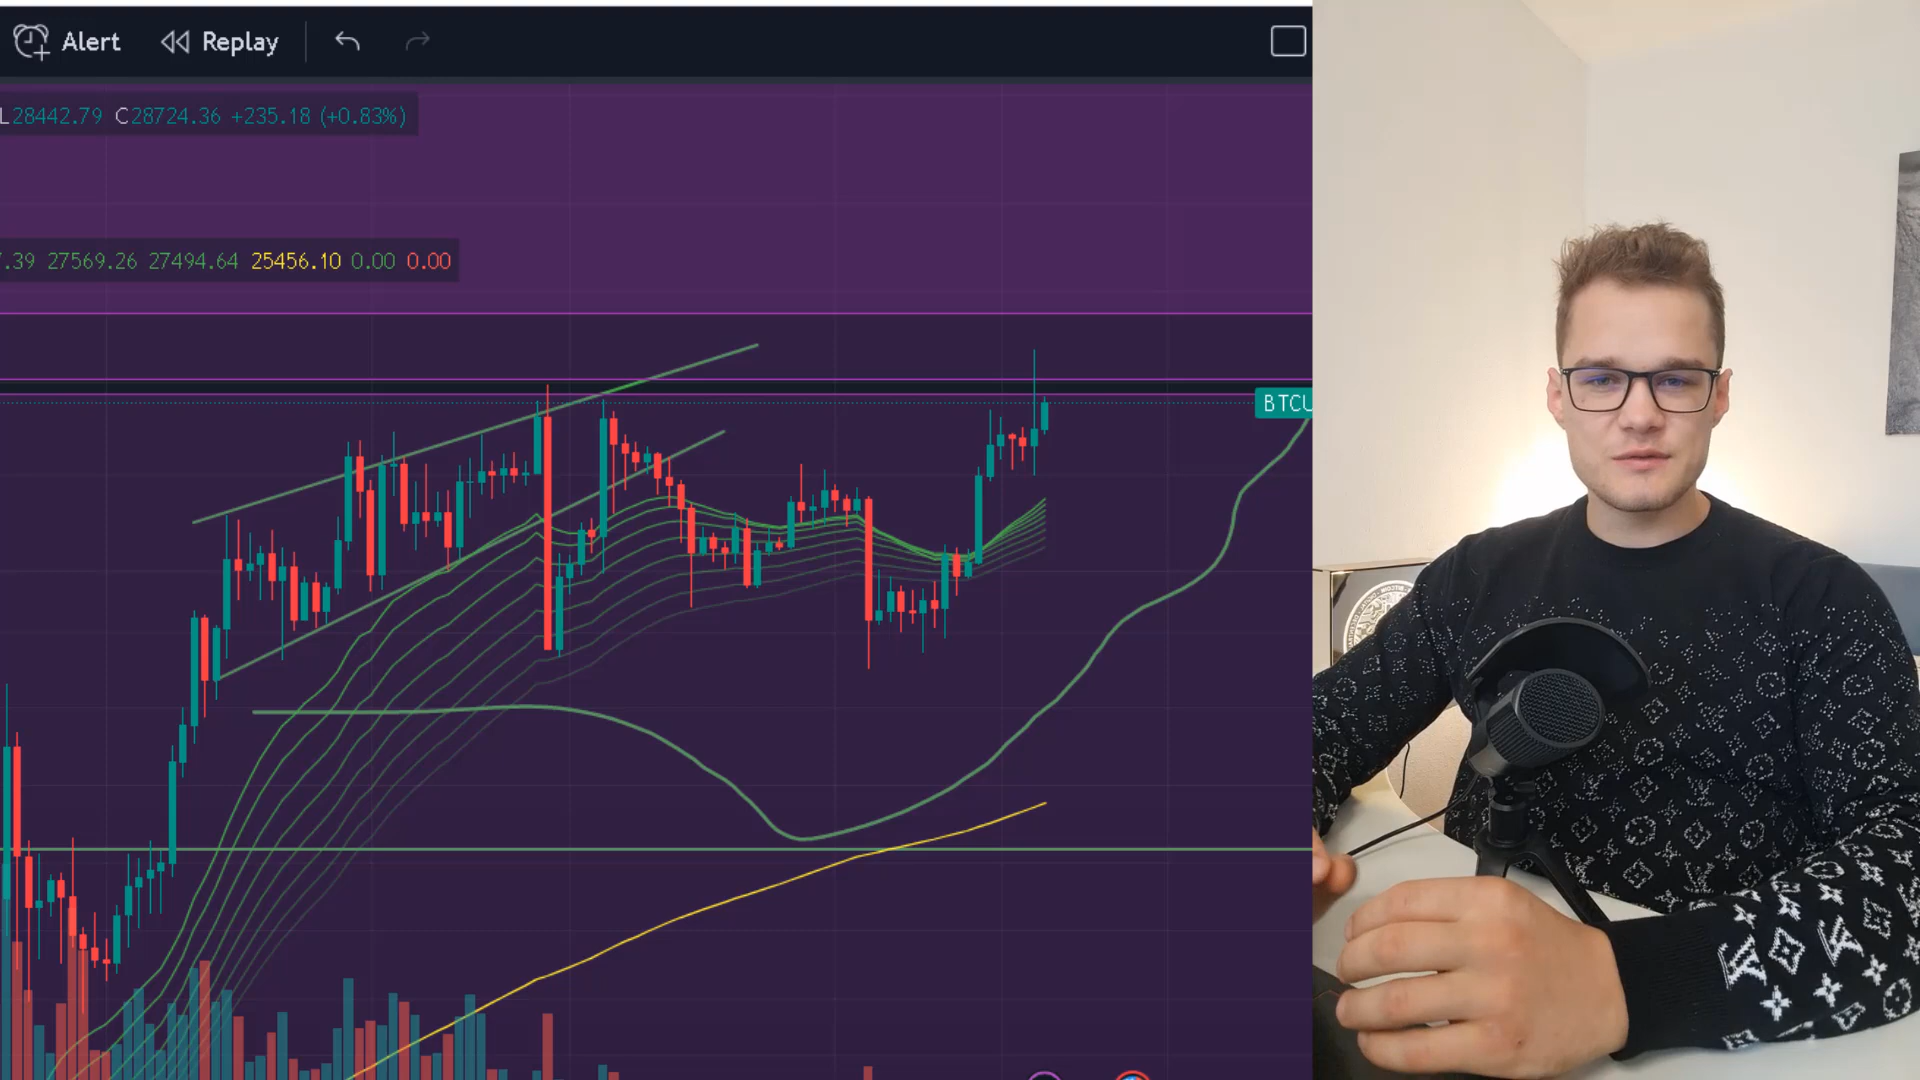 Alert Replay
L28442.79 C28724.36 +235.18 (+0.83%)
7.39 27569.26 27494.64 25456.10 0.00 0.00
BTCU